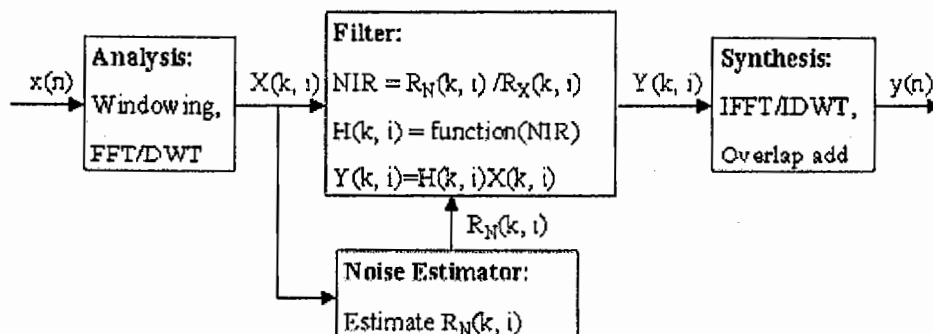 x(n)
Analysis:
Windowing,
FFT/DWT
X(k, i)
Filter:
NIR = R_N(k, i) /R_X(k, i)
H(k, i) = function(NIR)
Y(k, i)=H(k, i)X(k, i)
Y(k, i)
Synthesis:
IFFT/IDWT,
Overlap add
y(n)
R_N(k, i)
Noise Estimator:
Estimate R_N(k, i)